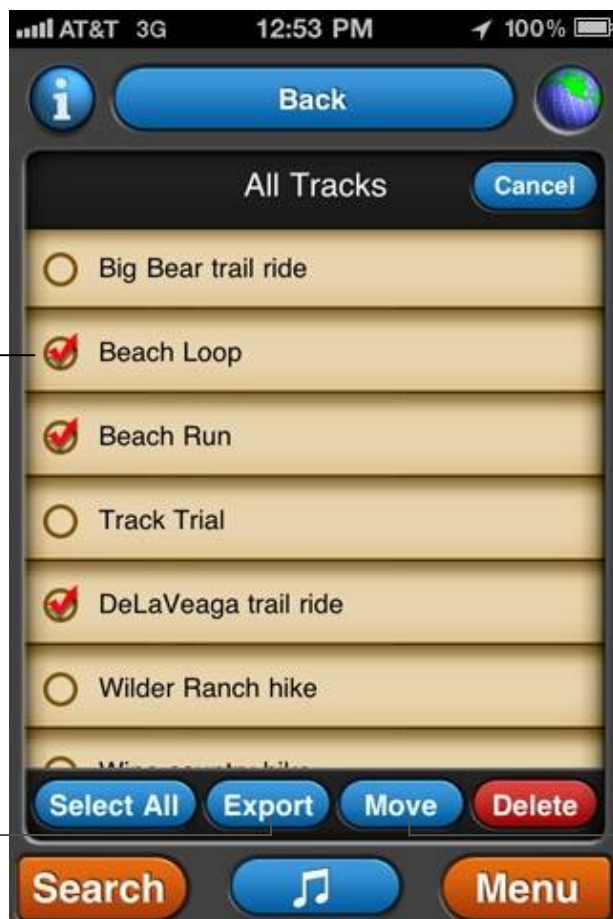 AT&T 3G 12:53 PM 100%
i Back
All Tracks Cancel
Big Bear trail ride
Beach Loop
Beach Run
Track Trial
DeLaVeaga trail ride
Wilder Ranch hike
Select All Export Move Delete
Search Menu